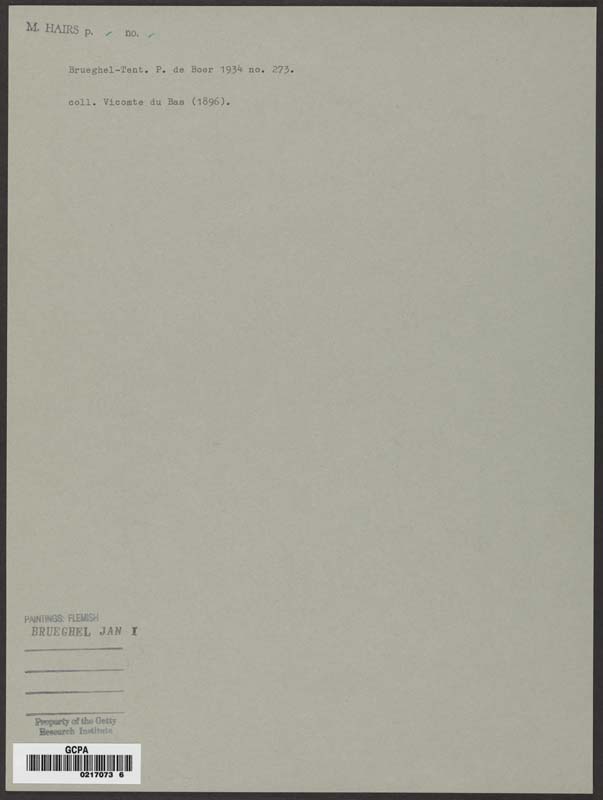 M. HAIRS p. no.
Brueghel-Tent. P. de Boer 1934 no. 273.
coll. Vicomte du Bas (1896).
PAINTINGS: FLEMISH
BRUEGHEL JAN I
Property of the Getty
Research Institute
GCPA
0217073 6